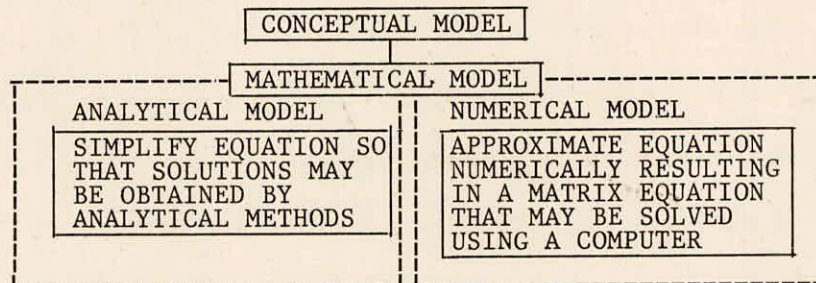 CONCEPTUAL MODEL
MATHEMATICAL MODEL
ANALYTICAL MODEL
SIMPLIFY EQUATION SO
THAT SOLUTIONS MAY
BE OBTAINED BY
ANALYTICAL METHODS
NUMERICAL MODEL
APPROXIMATE EQUATION
NUMERICALLY RESULTING
IN A MATRIX EQUATION
THAT MAY BE SOLVED
USING A COMPUTER